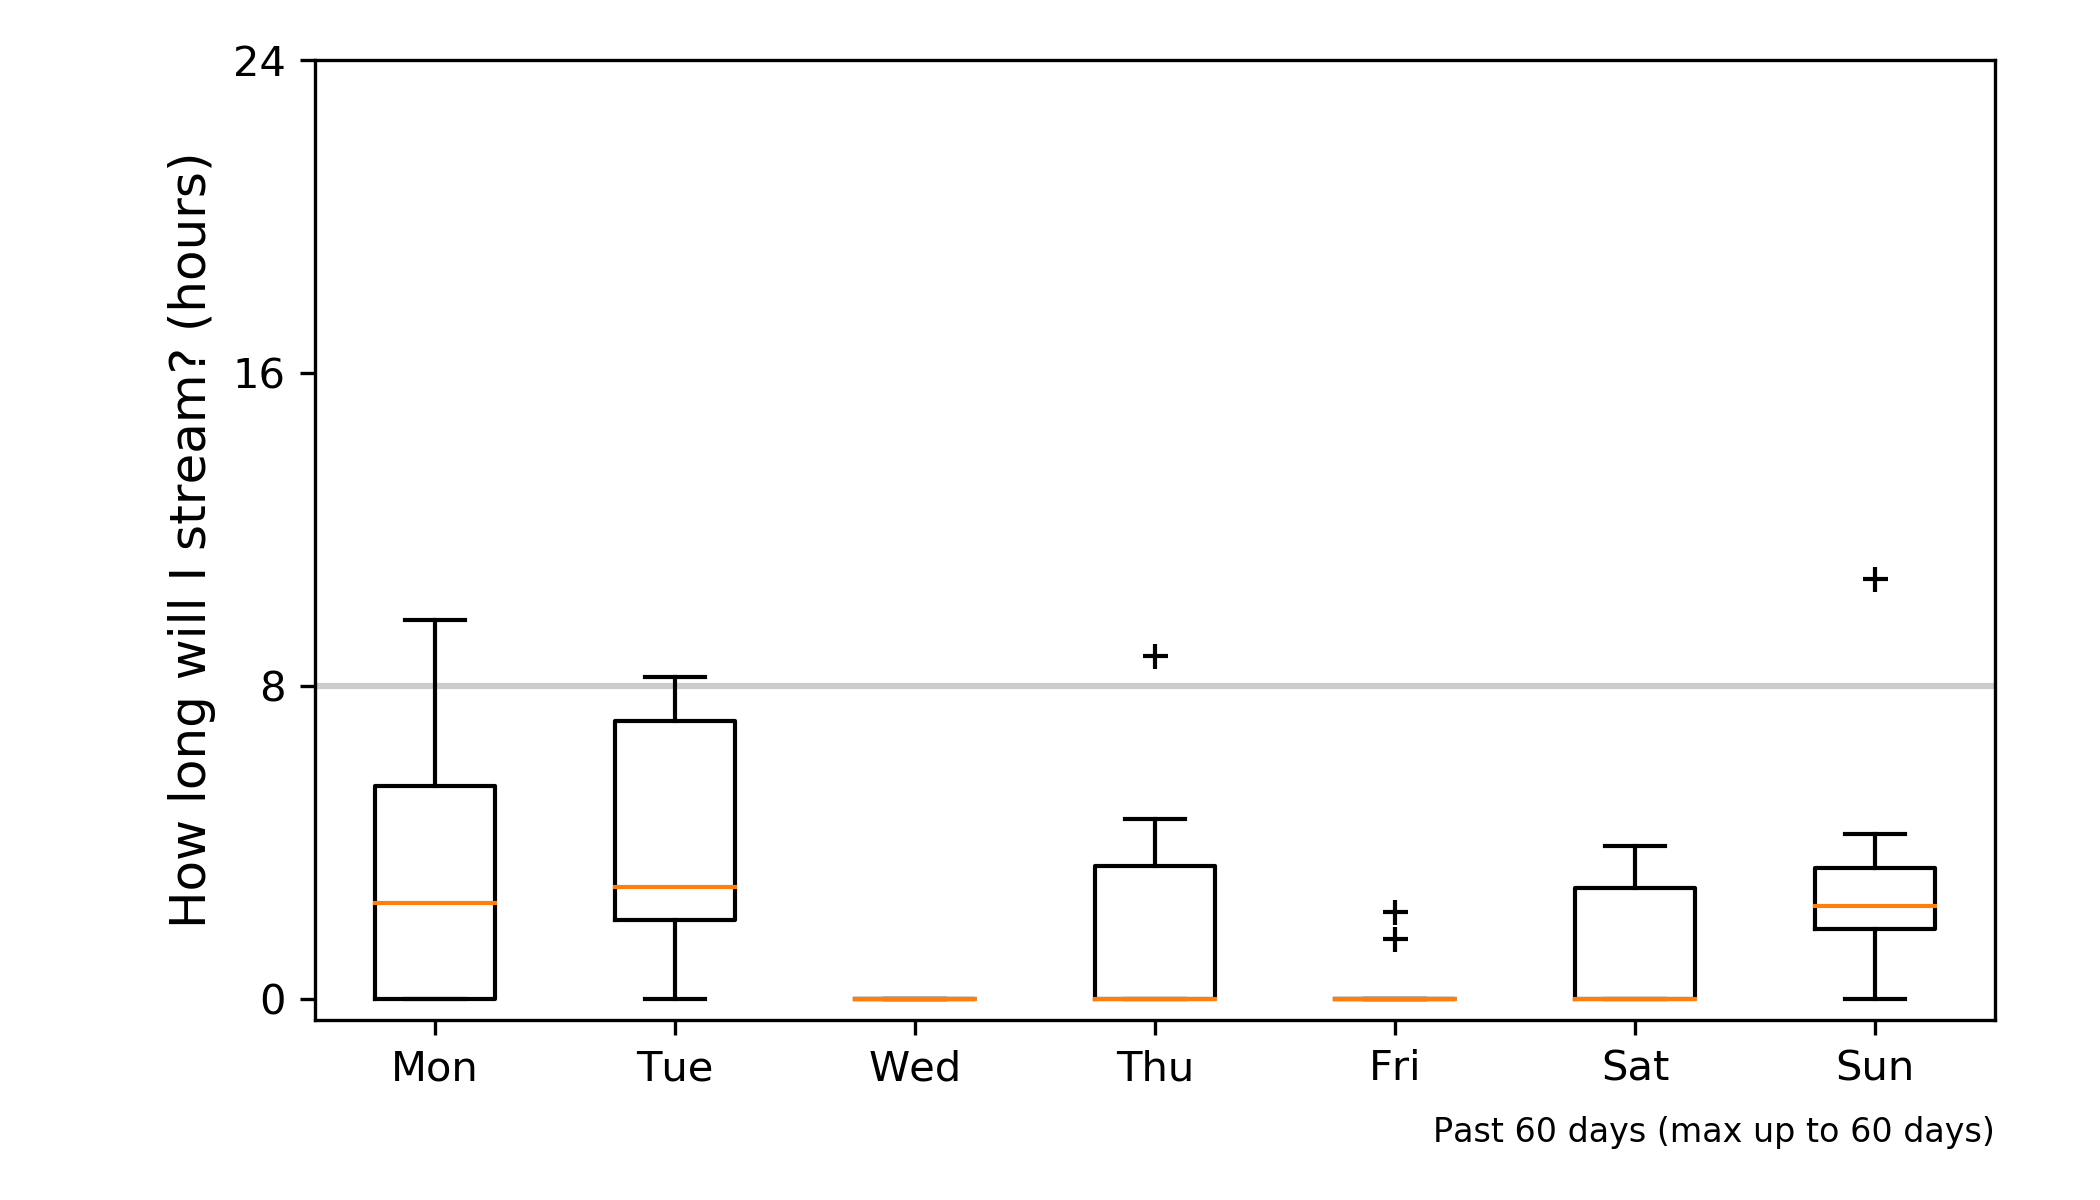 How long will I stream? (hours)
24
16
8
0
Mon Tue Wed Thu Fri Sat Sun
Past 60 days (max up to 60 days)